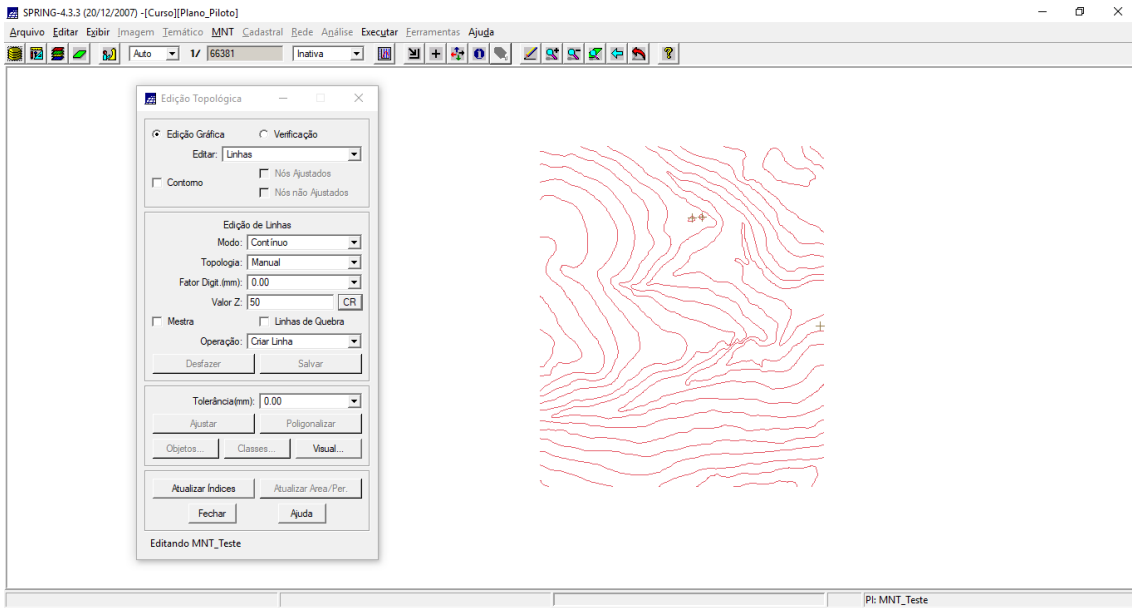 SPRING-4.3.3 (20/12/2007) -[Curso][Plano_Piloto]
Arquivo Editar Exibir Imagem Temático MNT Cadastral Rede Análise Executar Ferramentas Ajuda
Auto 1/ 66381 Inativa
Edição Topológica
Edição Gráfica Verificação
Editar: Linhas
Nós Ajustados
Contorno
Nós não Ajustados
Edição de Linhas
Modo: Contínuo
Topologia: Manual
Fator Digit.(mm): 0.00
Valor Z: 50 CR
Mestra Linhas de Quebra
Operação: Criar Linha
Desfazer Salvar
Tolerância(mm): 0.00
Ajustar Poligonalizar
Objetos... Classes... Visual...
Atualizar Índices Atualizar Area/Per.
Fechar Ajuda
Editando MNT_Teste
PI: MNT_Teste